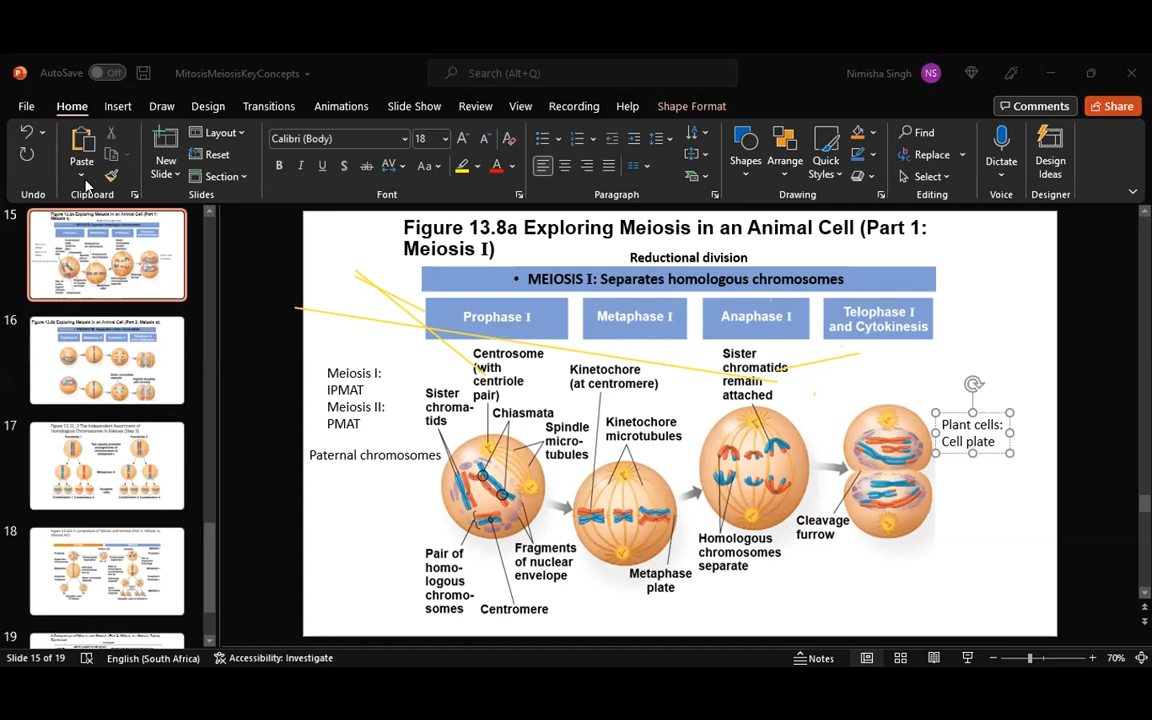 AutoSave Off MitosisMeiosisKeyConcepts Search (Alt+Q) Nimisha Singh NS
File Home Insert Draw Design Transitions Animations Slide Show Review View Recording Help Shape Format Comments Share
Paste
New
Slide
Layout
Reset
Section
Calibri (Body) 18
Shapes
Arrange
Quick
Styles
Find
Replace
Select
Dictate
Design
Ideas
Undo Clipboard Slides Font Paragraph Drawing Editing Voice Designer
15
16
17
18
19
Figure 13.8a Exploring Meiosis in an Animal Cell (Part 1:
Meiosis I)
Reductional division
• MEIOSIS I: Separates homologous chromosomes
Prophase I
Metaphase I
Anaphase I
Telophase I
and Cytokinesis
Meiosis I:
IPMAT
Meiosis II:
PMAT
Paternal chromosomes
Centrosome
(with
centriole
pair)
Sister
chroma-
tids
Chiasmata
Spindle
micro-
tubules
Kinetochore
(at centromere)
Kinetochore
microtubules
Sister
chromatids
remain
attached
Plant cells:
Cell plate
Pair of
homo-
logous
chromo-
somes
Fragments
of nuclear
envelope
Centromere
Metaphase
plate
Homologous
chromosomes
separate
Cleavage
furrow
Slide 15 of 19 English (South Africa) Accessibility: Investigate Notes 70%